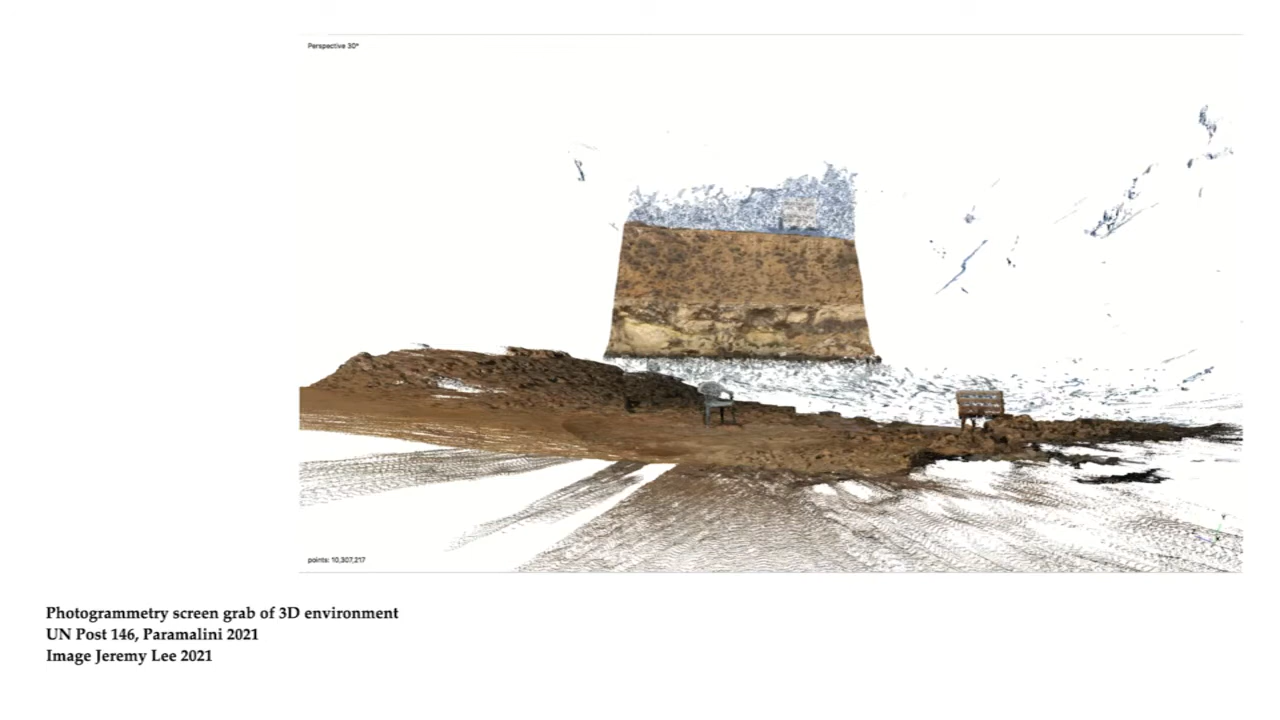 Perspective 30°
points: 10,307,217
Photogrammetry screen grab of 3D environment
UN Post 146, Paramalini 2021
Image Jeremy Lee 2021